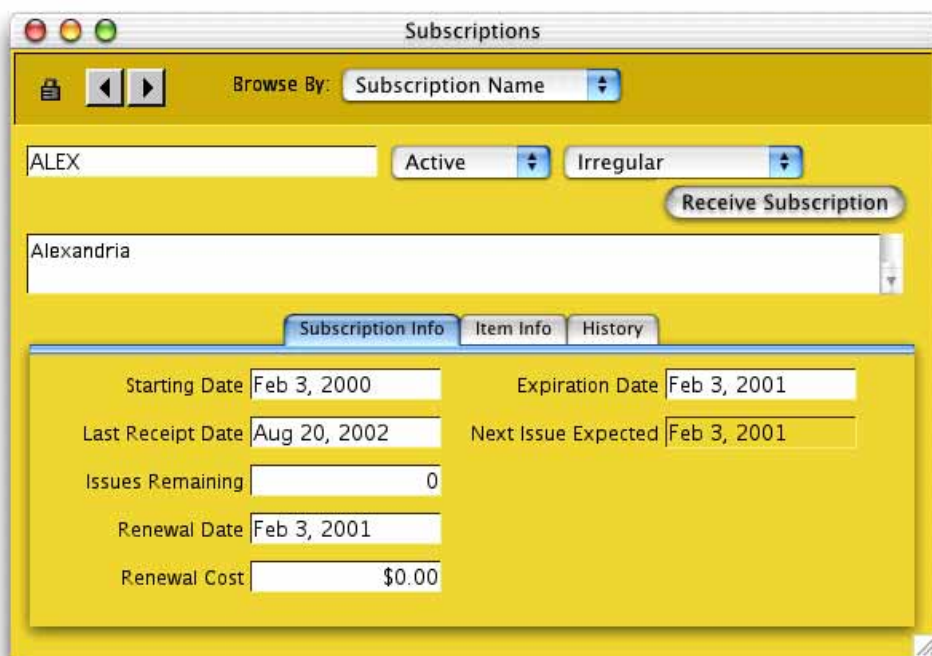 Subscriptions
Browse By: Subscription Name
ALEX Active Irregular
Receive Subscription
Alexandria
Subscription Info Item Info History
Starting Date Feb 3, 2000 Expiration Date Feb 3, 2001
Last Receipt Date Aug 20, 2002 Next Issue Expected Feb 3, 2001
Issues Remaining 0
Renewal Date Feb 3, 2001
Renewal Cost $0.00